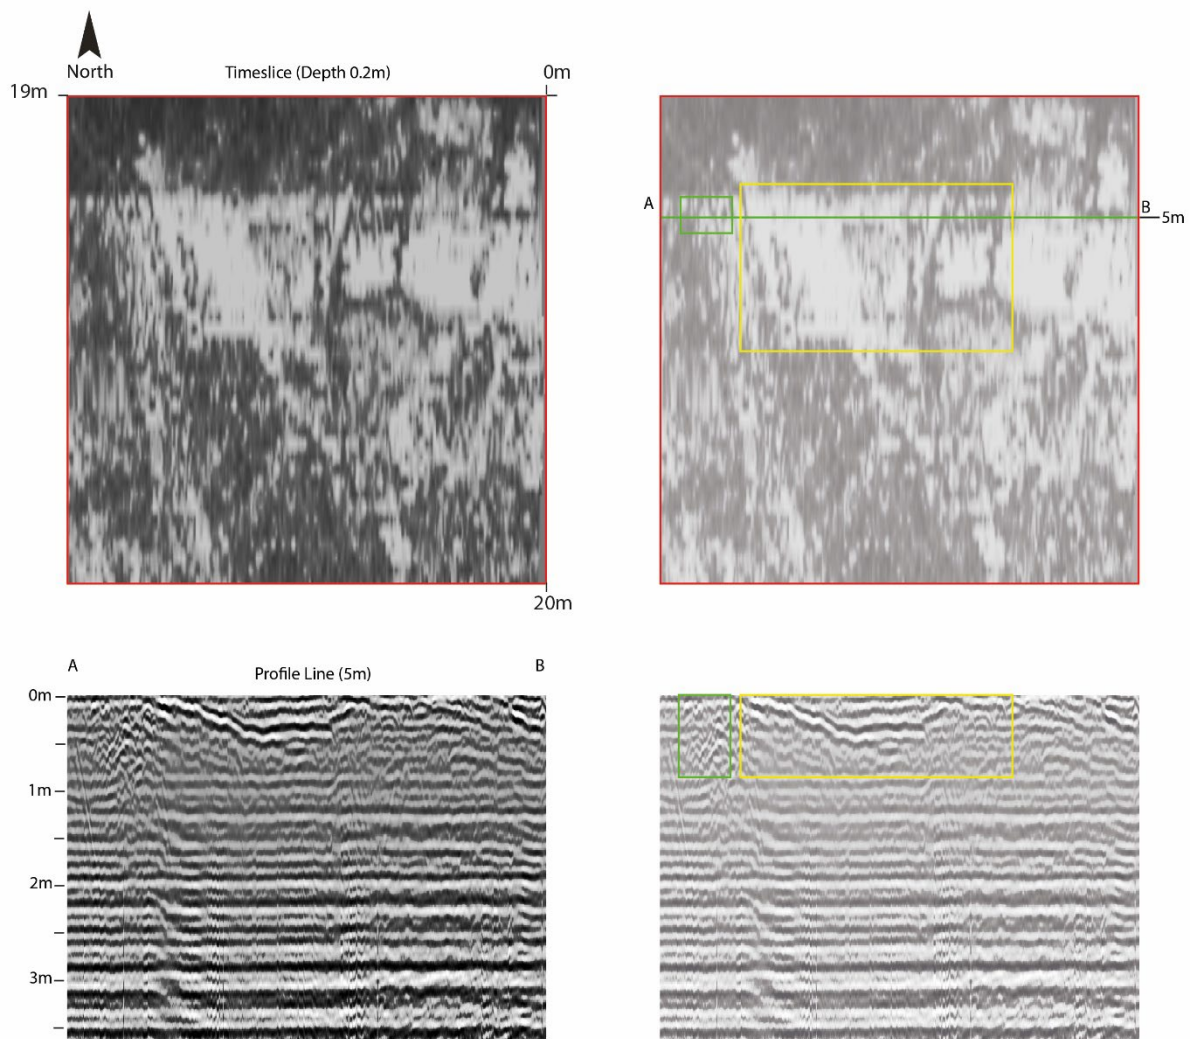 North
Timeslice (Depth 0.2m)
0m
19m
A
B
5m
20m
A
Profile Line (5m)
B
0m
1m
2m
3m